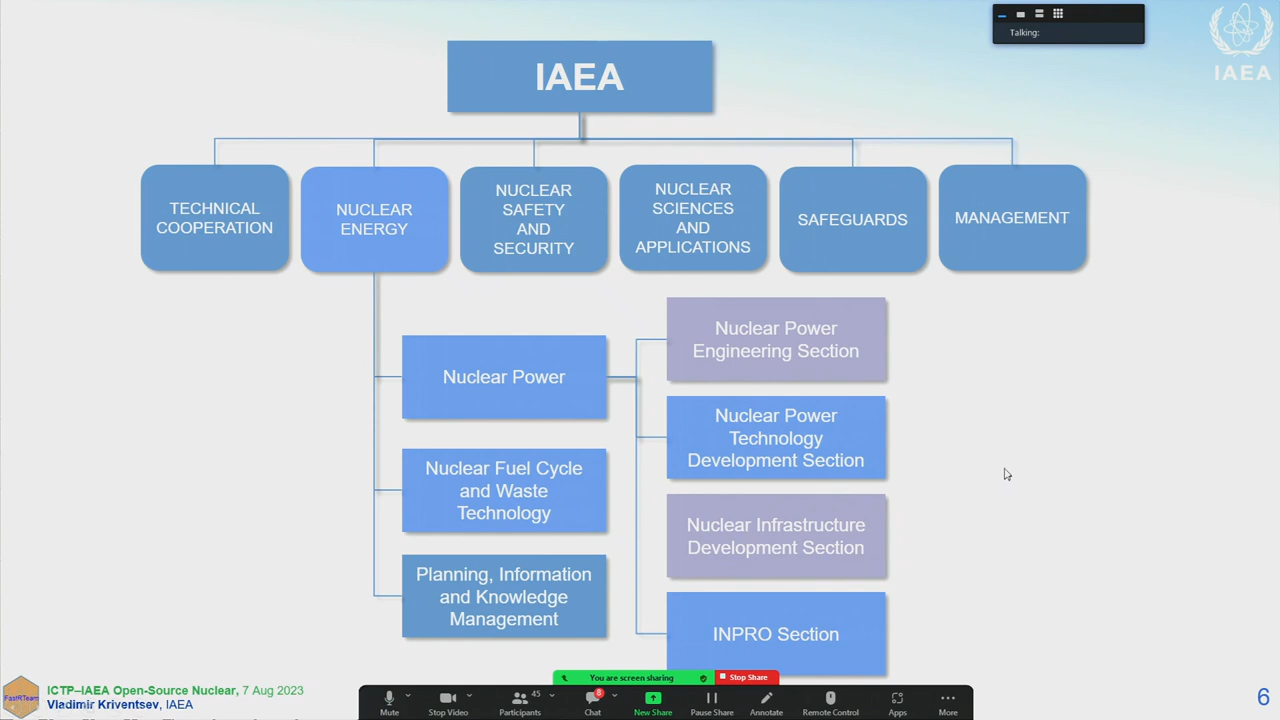 Talking:
IAEA
IAEA
TECHNICAL
COOPERATION
NUCLEAR
ENERGY
NUCLEAR
SAFETY
AND
SECURITY
NUCLEAR
SCIENCES
AND
APPLICATIONS
SAFEGUARDS
MANAGEMENT
Nuclear Power
Nuclear Fuel Cycle
and Waste
Technology
Planning, Information
and Knowledge
Management
Nuclear Power
Engineering Section
Nuclear Power
Technology
Development Section
Nuclear Infrastructure
Development Section
INPRO Section
You are screen sharing
Stop Share
FastRTeam
ICTP–IAEA Open-Source Nuclear, 7 Aug 2023
Vladimir Kriventsev, IAEA
Mute
Stop Video
45
Participants
8
Chat
New Share
Pause Share
Annotate
Remote Control
Apps
More
6